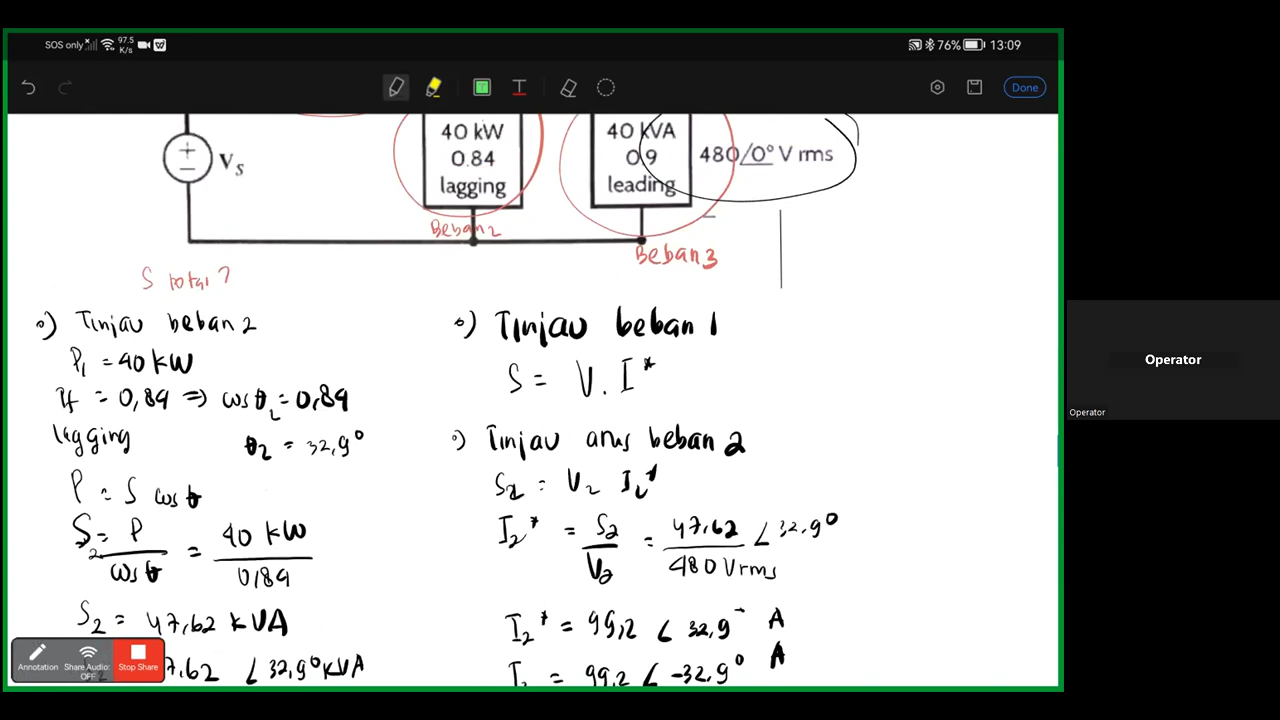 SOS only 97.5 K/s W 76% 13:09
T Done
40 kW
0.84
lagging
40 kVA
0.9
leading
480/0° V rms
+
− Vs
Beban 2
Beban 3
S total ?
o) Tinjau beban 2
P1 = 40 kW
Pf = 0,84 => cos θ2 = 0,84
lagging θ2 = 32,9°
P = S cos θ
S2 = P / cos θ = 40 kW / 0,84
S2 = 47,62 kVA
7,62 ∠ 32,9° KVA
o) Tinjau beban 1
S = V . I*
o) Tinjau arus beban 2
S2 = V2 I2*
I2* = S2 / V2 = 47,62 / 480 Vrms ∠ 32,9°
I2* = 99,2 ∠ 32,9° A
= 99,2 ∠ -32,9° A
Annotation
Share Audio: OFF
Stop Share
Operator
Operator